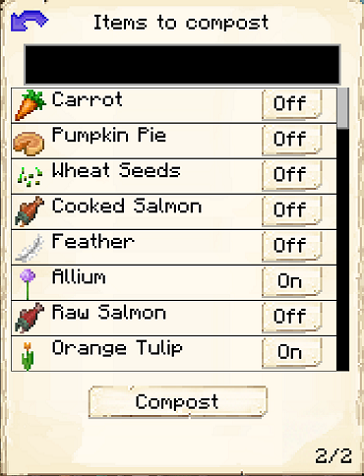 Items to compost
Carrot Off
Pumpkin Pie Off
Wheat Seeds Off
Cooked Salmon Off
Feather Off
Allium On
Raw Salmon Off
Orange Tulip On
Compost
2/2